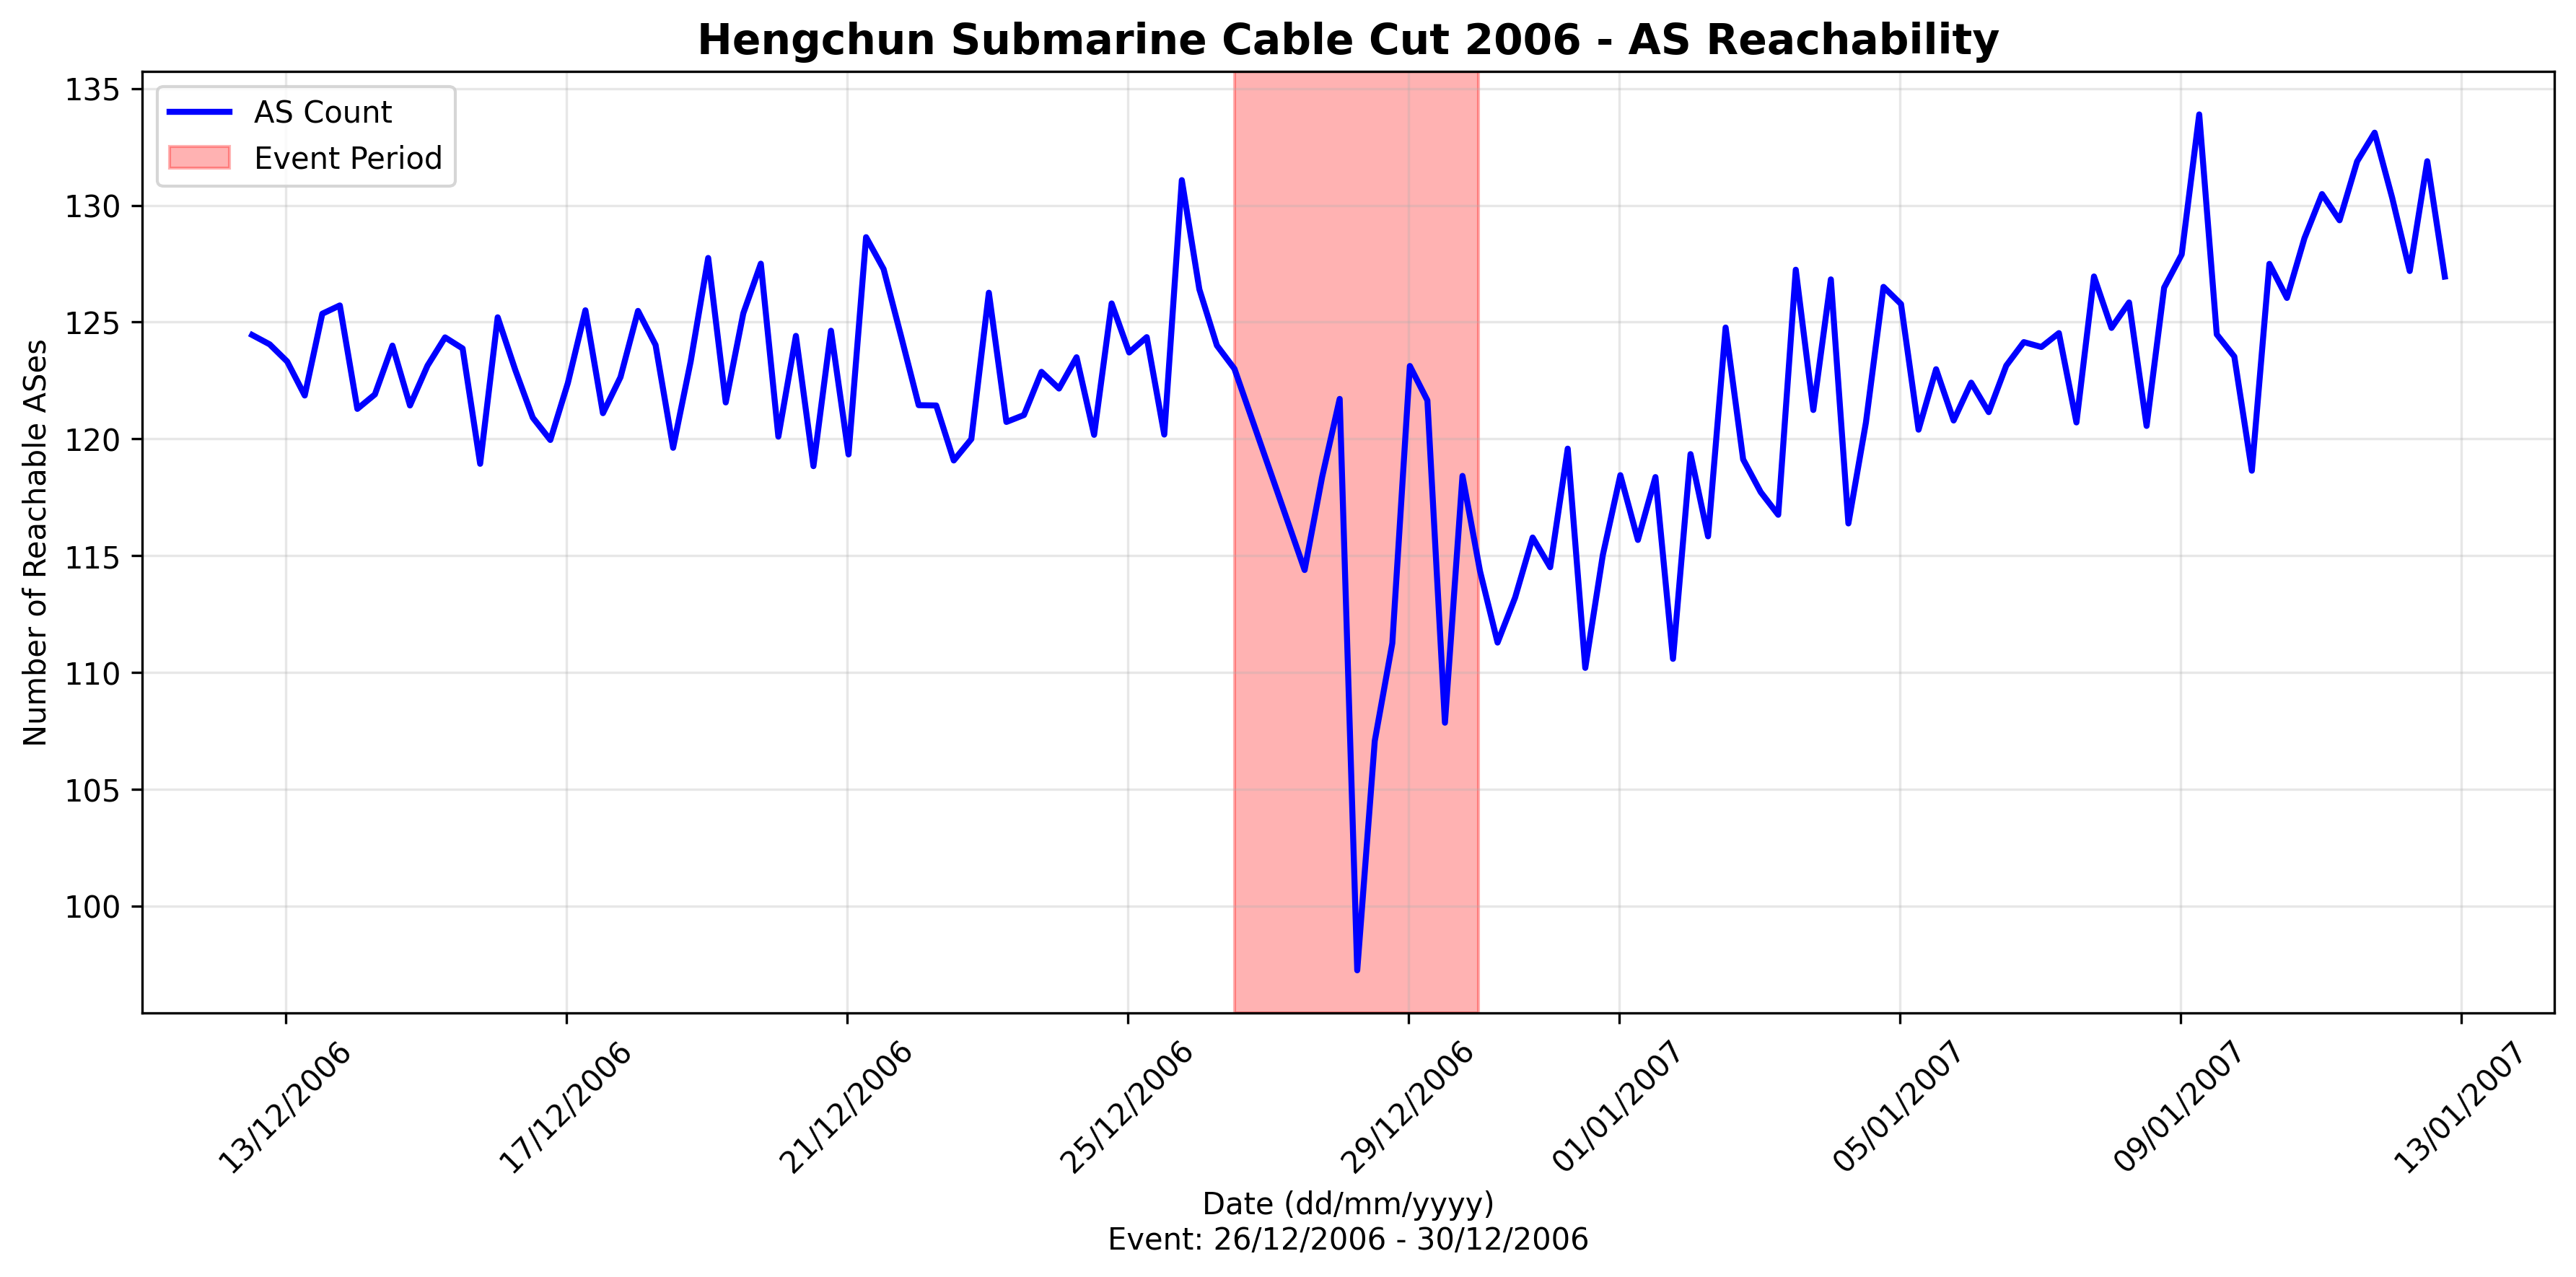 Hengchun Submarine Cable Cut 2006 - AS Reachability
AS Count
Event Period
Number of Reachable ASes
135
130
125
120
115
110
105
100
13/12/2006
17/12/2006
21/12/2006
25/12/2006
29/12/2006
01/01/2007
05/01/2007
09/01/2007
13/01/2007
Date (dd/mm/yyyy)
Event: 26/12/2006 - 30/12/2006